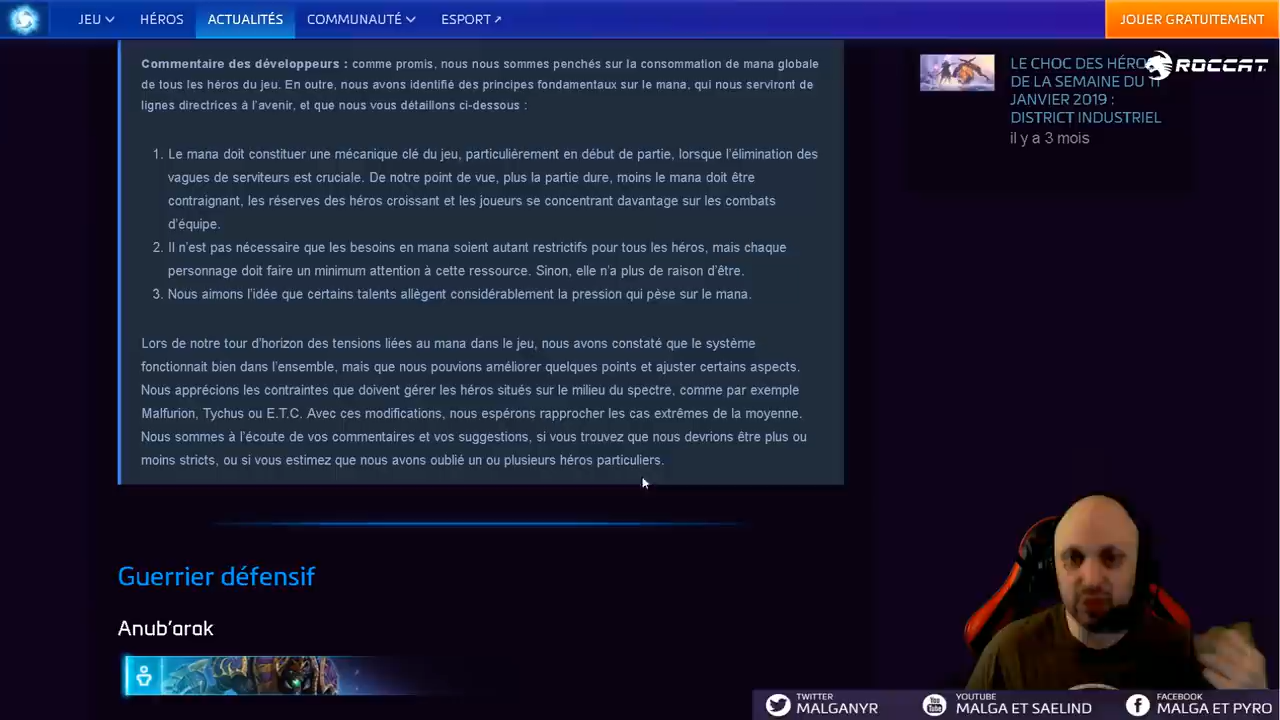 JEU
HÉROS
ACTUALITÉS
COMMUNAUTÉ
ESPORT
JOUER GRATUITEMENT
Commentaire des développeurs : comme promis, nous nous sommes penchés sur la consommation de mana globale
de tous les héros du jeu. En outre, nous avons identifié des principes fondamentaux sur le mana, qui nous serviront de
lignes directrices à l'avenir, et que nous vous détaillons ci-dessous :
1. Le mana doit constituer une mécanique clé du jeu, particulièrement en début de partie, lorsque l'élimination des
vagues de serviteurs est cruciale. De notre point de vue, plus la partie dure, moins le mana doit être
contraignant, les réserves des héros croissant et les joueurs se concentrant davantage sur les combats
d'équipe.
2. Il n'est pas nécessaire que les besoins en mana soient autant restrictifs pour tous les héros, mais chaque
personnage doit faire un minimum attention à cette ressource. Sinon, elle n'a plus de raison d'être.
3. Nous aimons l'idée que certains talents allègent considérablement la pression qui pèse sur le mana.
Lors de notre tour d'horizon des tensions liées au mana dans le jeu, nous avons constaté que le système
fonctionnait bien dans l'ensemble, mais que nous pouvions améliorer quelques points et ajuster certains aspects.
Nous apprécions les contraintes que doivent gérer les héros situés sur le milieu du spectre, comme par exemple
Malfurion, Tychus ou E.T.C. Avec ces modifications, nous espérons rapprocher les cas extrêmes de la moyenne.
Nous sommes à l'écoute de vos commentaires et vos suggestions, si vous trouvez que nous devrions être plus ou
moins stricts, ou si vous estimez que nous avons oublié un ou plusieurs héros particuliers.
Guerrier défensif
Anub'arak
LE CHOC DES HÉRO
DE LA SEMAINE DU 11
JANVIER 2019 :
DISTRICT INDUSTRIEL
il y a 3 mois
ROCCAT
TWITTER
MALGANYR
YOUTUBE
MALGA ET SAELIND
FACEBOOK
MALGA ET PYRO